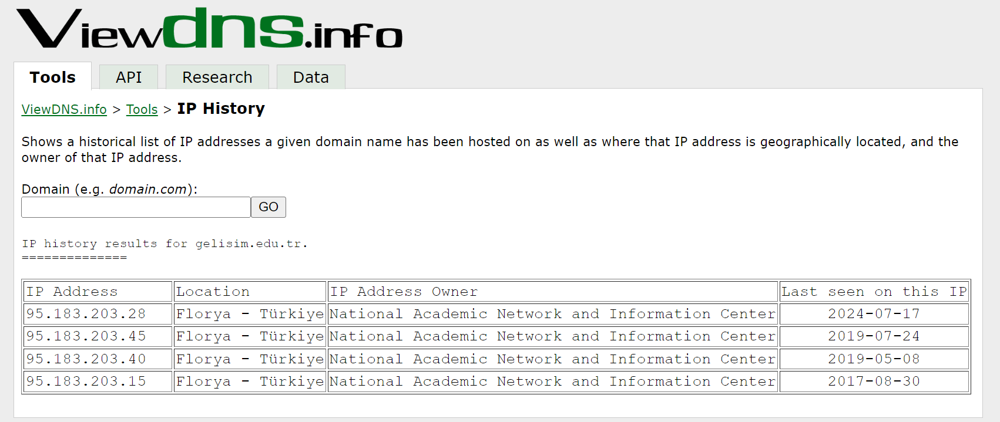 Viewdns.info
Tools API Research Data
ViewDNS.info > Tools > IP History
Shows a historical list of IP addresses a given domain name has been hosted on as well as where that IP address is geographically located, and the
owner of that IP address.
Domain (e.g. domain.com):
GO
IP history results for gelisim.edu.tr.
==============
IP Address Location IP Address Owner Last seen on this IP
95.183.203.28 Florya - Türkiye National Academic Network and Information Center 2024-07-17
95.183.203.45 Florya - Türkiye National Academic Network and Information Center 2019-07-24
95.183.203.40 Florya - Türkiye National Academic Network and Information Center 2019-05-08
95.183.203.15 Florya - Türkiye National Academic Network and Information Center 2017-08-30